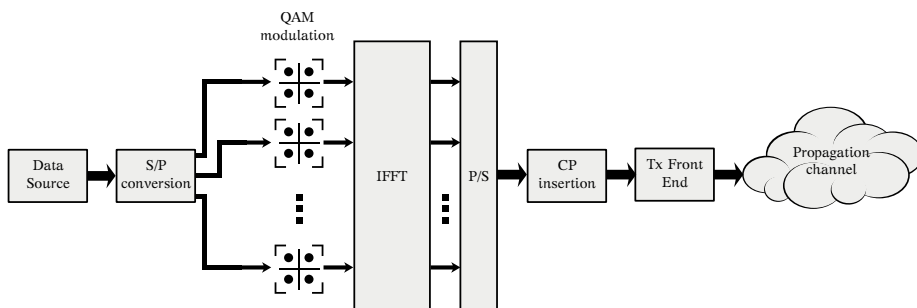 QAM
modulation
Data
Source
S/P
conversion
IFFT
P/S
CP
insertion
Tx Front
End
Propagation
channel